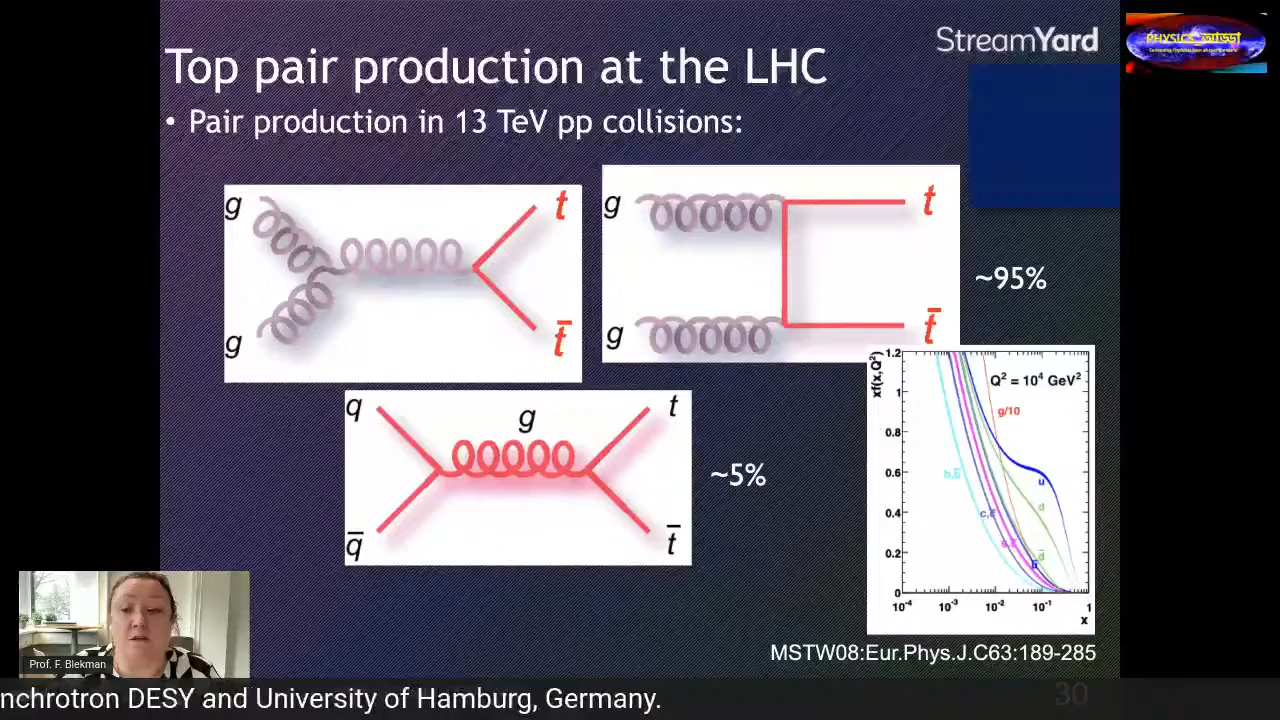 StreamYard
PHYSICS_আড্ডা
Top pair production at the LHC
• Pair production in 13 TeV pp collisions:
g
t
g
t̅
g
t
g
t̅
~95%
q
g
t
q̅
t̅
~5%
xf(x,Q²)
Q² = 10⁴ GeV²
g/10
b,b̅
c,c̅
s,s̅
u
d
d̅
u̅
1.2
1
0.8
0.6
0.4
0.2
0
10⁻⁴ 10⁻³ 10⁻² 10⁻¹ 1
x
MSTW08:Eur.Phys.J.C63:189-285
Prof. F. Blekman
nchrotron DESY and University of Hamburg, Germany.
30